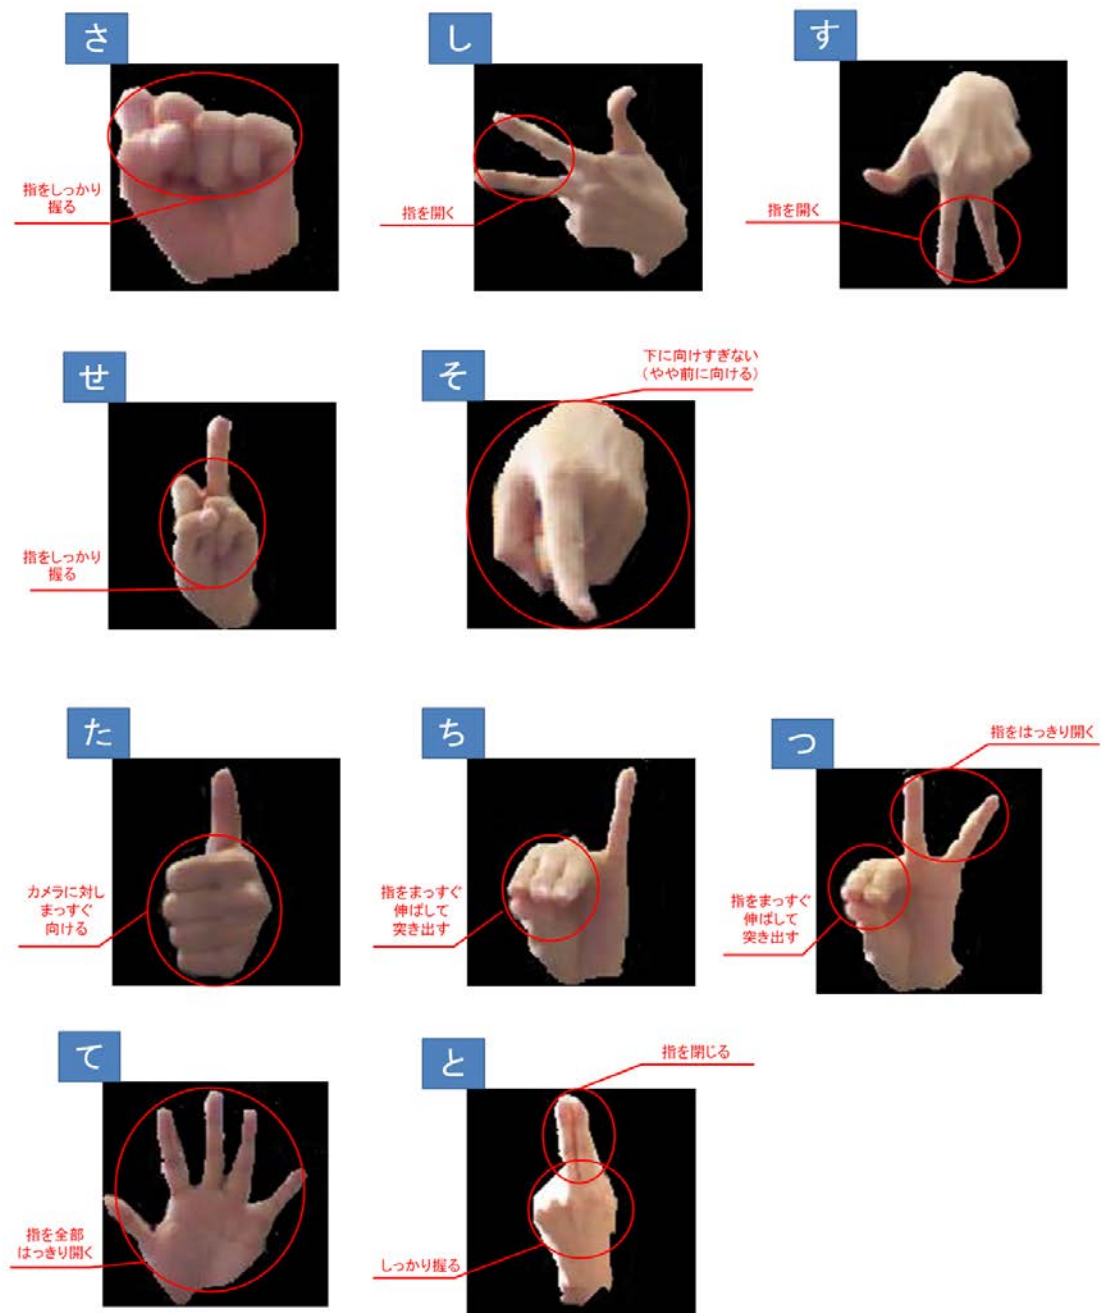 さ
指をしっかり
握る
し
指を開く
す
指を開く
せ
指をしっかり
握る
そ
下に向けすぎない
（やや前に向ける）
た
カメラに対し
まっすぐ
向ける
ち
指をまっすぐ
伸ばして
突き出す
つ
指をはっきり開く
指をまっすぐ
伸ばして
突き出す
て
指を全部
はっきり開く
と
指を閉じる
しっかり握る